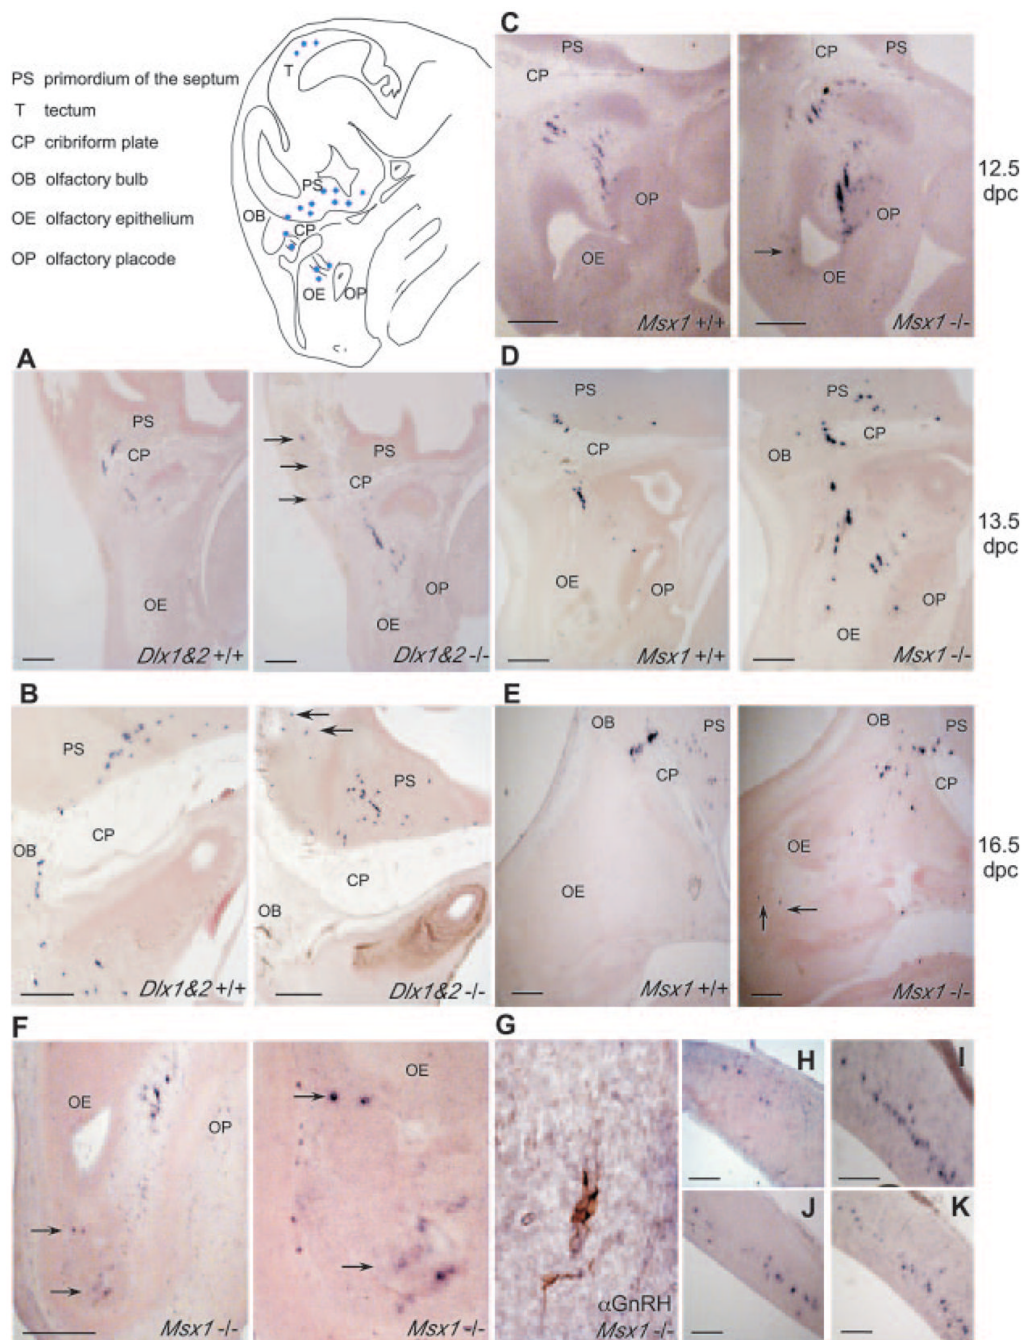 PS primordium of the septum
T tectum
CP cribriform plate
OB olfactory bulb
OE olfactory epithelium
OP olfactory placode
T
PS
OB
CP
OE
OP
C
PS
CP
OP
OE
Msx1 +/+
CP
PS
OP
OE
Msx1 -/-
12.5
dpc
A
PS
CP
OE
Dlx1&2 +/+
PS
CP
OP
OE
Dlx1&2 -/-
D
PS
CP
OE
OP
Msx1 +/+
PS
CP
OB
OP
OE
Msx1 -/-
13.5
dpc
B
PS
CP
OB
Dlx1&2 +/+
PS
CP
OB
Dlx1&2 -/-
E
OB
PS
CP
OE
Msx1 +/+
OB
PS
CP
OE
Msx1 -/-
16.5
dpc
F
OE
OP
Msx1 -/-
OE
Msx1 -/-
G
αGnRH
Msx1 -/-
H
I
J
K